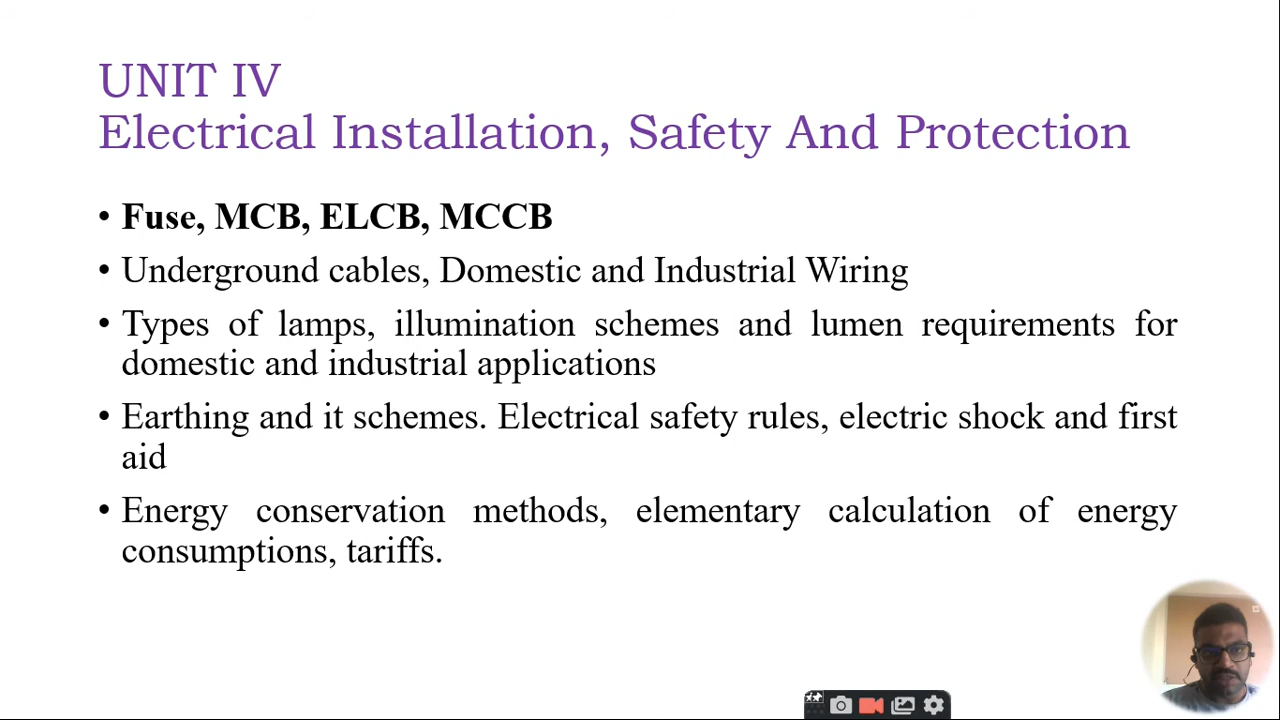 UNIT IV
Electrical Installation, Safety And Protection
• Fuse, MCB, ELCB, MCCB
• Underground cables, Domestic and Industrial Wiring
• Types of lamps, illumination schemes and lumen requirements for
domestic and industrial applications
• Earthing and it schemes. Electrical safety rules, electric shock and first
aid
• Energy conservation methods, elementary calculation of energy
consumptions, tariffs.